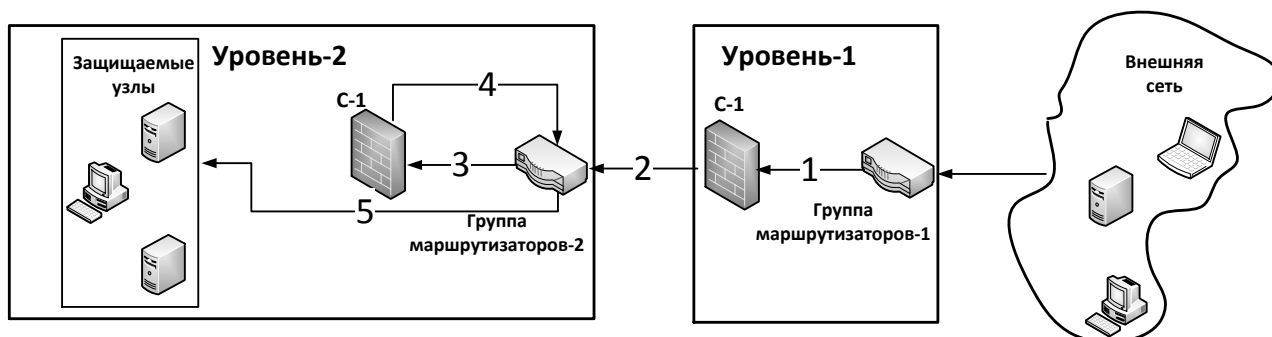 Уровень-2
Защищаемые
узлы
С-1
4
3
5
Группа
маршрутизаторов-2
2
Уровень-1
С-1
1
Группа
маршрутизаторов-1
Внешняя
сеть